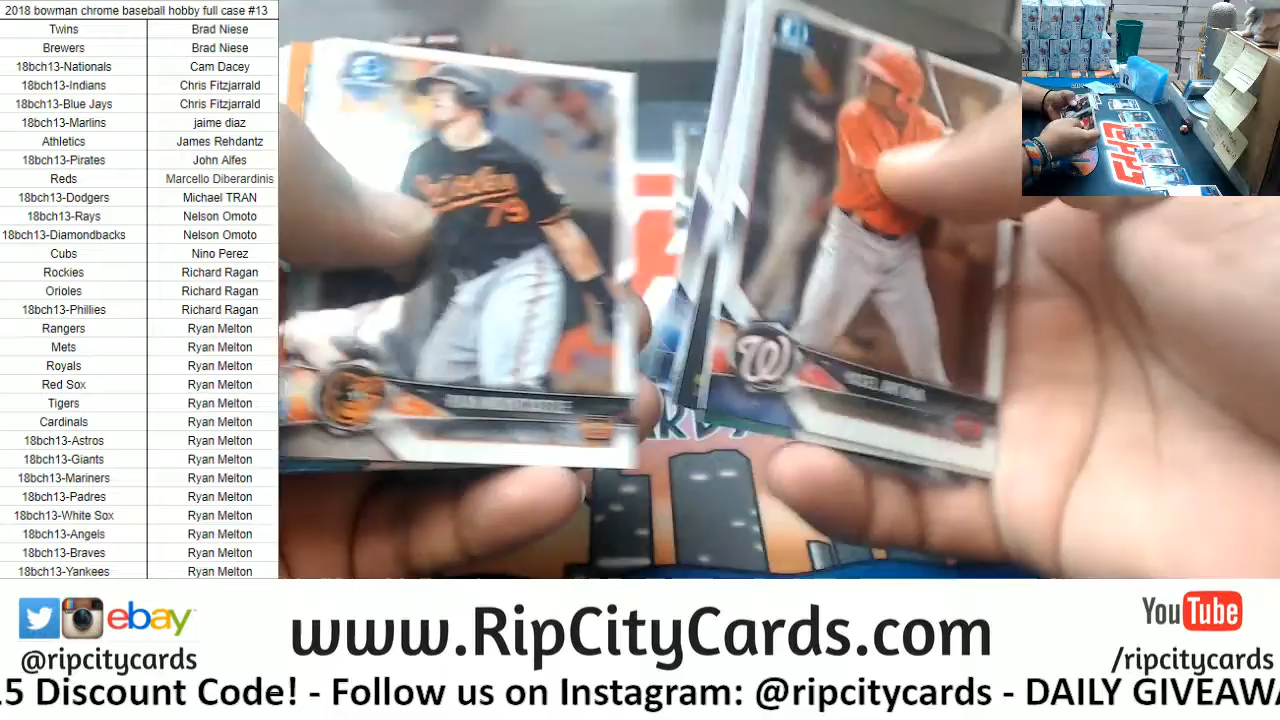 2018 bowman chrome baseball hobby full case #13
Twins Brad Niese
Brewers Brad Niese
18bch13-Nationals Cam Dacey
18bch13-Indians Chris Fitzjarrald
18bch13-Blue Jays Chris Fitzjarrald
18bch13-Marlins jaime diaz
Athletics James Rehdantz
18bch13-Pirates John Alfes
Reds Marcello Diberardinis
18bch13-Dodgers Michael TRAN
18bch13-Rays Nelson Omoto
18bch13-Diamondbacks Nelson Omoto
Cubs Nino Perez
Rockies Richard Ragan
Orioles Richard Ragan
18bch13-Phillies Richard Ragan
Rangers Ryan Melton
Mets Ryan Melton
Royals Ryan Melton
Red Sox Ryan Melton
Tigers Ryan Melton
Cardinals Ryan Melton
18bch13-Astros Ryan Melton
18bch13-Giants Ryan Melton
18bch13-Mariners Ryan Melton
18bch13-Padres Ryan Melton
18bch13-White Sox Ryan Melton
18bch13-Angels Ryan Melton
18bch13-Braves Ryan Melton
18bch13-Yankees Ryan Melton
W
ebay
@ripcitycards
www.RipCityCards.com
YouTube
/ripcitycards
15 Discount Code! - Follow us on Instagram: @ripcitycards - DAILY GIVEAWA